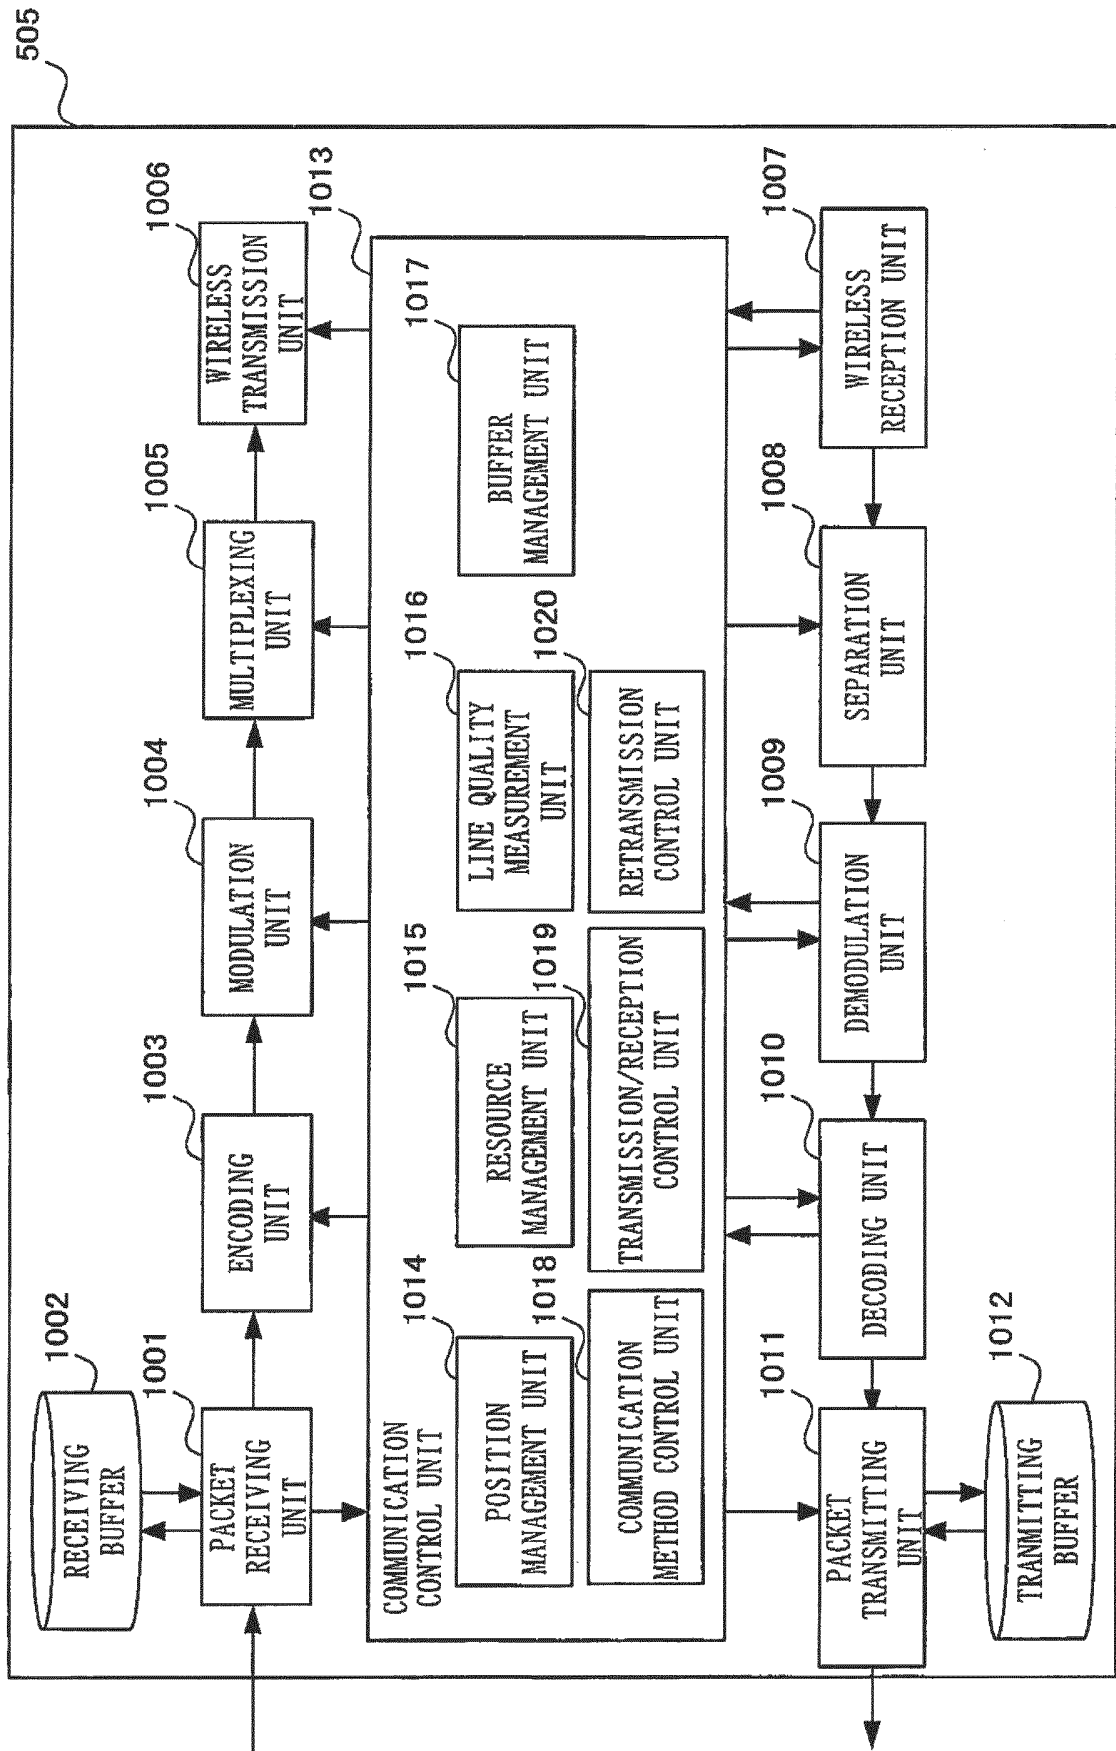 505
1002
RECEIVING
BUFFER
1001
PACKET
RECEIVING
UNIT
1003
ENCODING
UNIT
1004
MODULATION
UNIT
1005
MULTIPLEXING
UNIT
1006
WIRELESS
TRANSMISSION
UNIT
1013
COMMUNICATION
CONTROL UNIT
1014
POSITION
MANAGEMENT UNIT
1015
RESOURCE
MANAGEMENT UNIT
1016
LINE QUALITY
MEASUREMENT
UNIT
1017
BUFFER
MANAGEMENT UNIT
1018
COMMUNICATION
METHOD CONTROL UNIT
1019
TRANSMISSION/RECEPTION
CONTROL UNIT
1020
RETRANSMISSION
CONTROL UNIT
1011
PACKET
TRANSMITTING
UNIT
1010
DECODING UNIT
1009
DEMODULATION
UNIT
1008
SEPARATION
UNIT
1007
WIRELESS
RECEPTION UNIT
1012
TRANMITTING
BUFFER